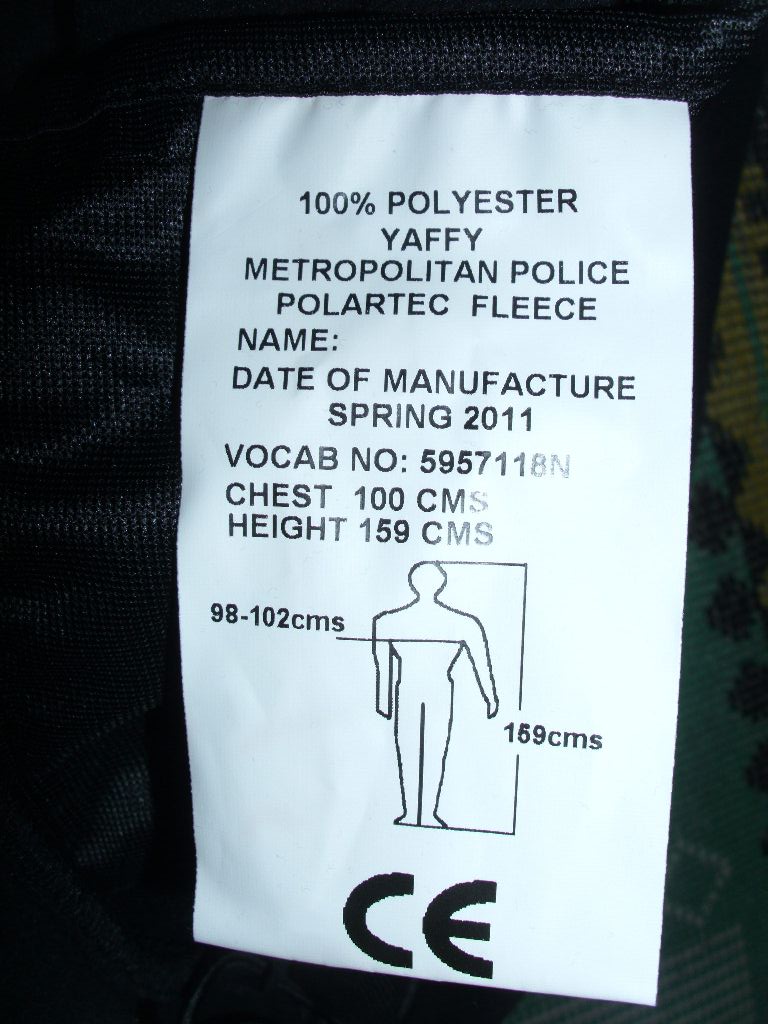 100% POLYESTER
YAFFY
METROPOLITAN POLICE
POLARTEC FLEECE
NAME:
DATE OF MANUFACTURE
SPRING 2011
VOCAB NO: 5957118N
CHEST 100 CMS
HEIGHT 159 CMS
98-102cms
159cms
CE